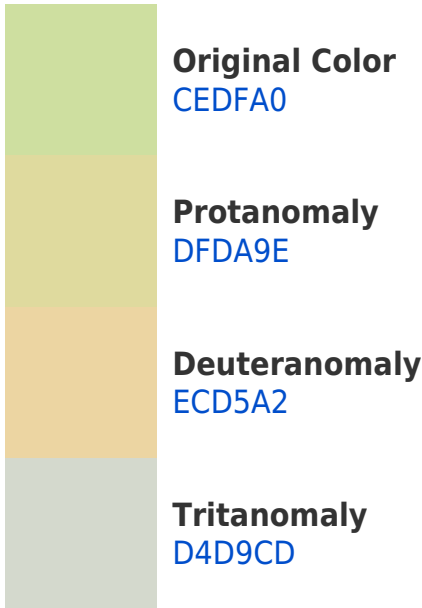 Original Color
CEDFA0
Protanomaly
DFDA9E
Deuteranomaly
ECD5A2
Tritanomaly
D4D9CD